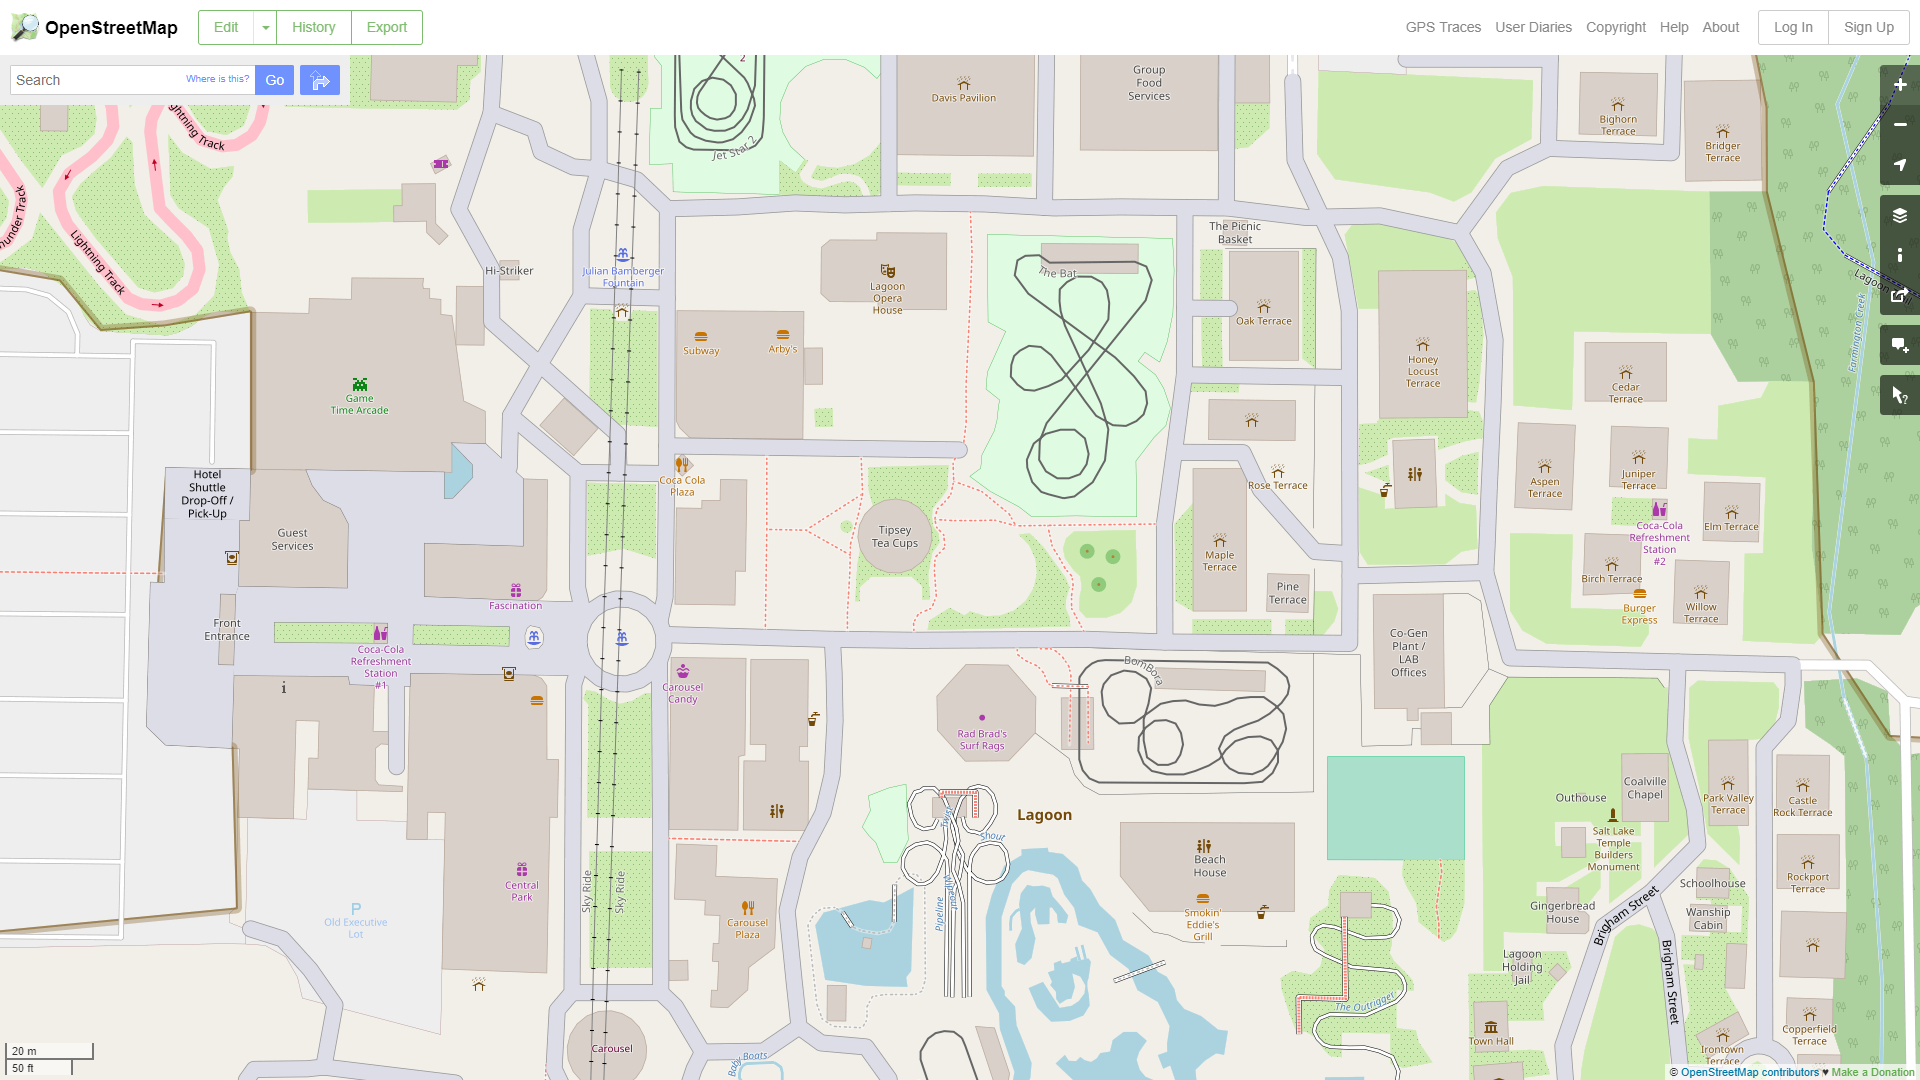 OpenStreetMap
Edit
History
Export
GPS Traces
User Diaries
Copyright
Help
About
Log In
Sign Up
Search
Where is this?
Go
2
Jet Star 2
Davis Pavilion
Group
Food
Services
Bighorn
Terrace
Bridger
Terrace
Lightning Track
Thunder Track
Lightning Track
Hi-Striker
Julian Bamberger
Fountain
Lagoon
Opera
House
The Bat
The Picnic
Basket
Oak Terrace
Honey
Locust
Terrace
Cedar
Terrace
Lagoon Trail
Farmington Creek
Subway
Arby's
Game
Time Arcade
Coca Cola
Plaza
Rose Terrace
Aspen
Terrace
Juniper
Terrace
Elm Terrace
Coca-Cola
Refreshment
Station
#2
Hotel
Shuttle
Drop-Off /
Pick-Up
Guest
Services
Tipsey
Tea Cups
Maple
Terrace
Pine
Terrace
Birch Terrace
Burger
Express
Willow
Terrace
Fascination
Front
Entrance
Coca-Cola
Refreshment
Station
#1
i
Co-Gen
Plant /
LAB
Offices
Carousel
Candy
BomBora
Rad Brad's
Surf Rags
Lagoon
Twist
Shout
Pipeline
Wipeout
Beach
House
Smokin'
Eddie's
Grill
Coalville
Chapel
Outhouse
Salt Lake
Temple
Builders
Monument
Park Valley
Terrace
Castle
Rock Terrace
Rockport
Terrace
Schoolhouse
Wanship
Cabin
Gingerbread
House
Brigham Street
Brigham Street
Lagoon
Holding
Jail
Town Hall
Irontown
Terrace
Copperfield
Terrace
Central
Park
P
Old Executive
Lot
Sky Ride
Sky Ride
Carousel
Plaza
The Outrigger
Carousel
Baby Boats
20 m
50 ft
© OpenStreetMap contributors ♥ Make a Donation